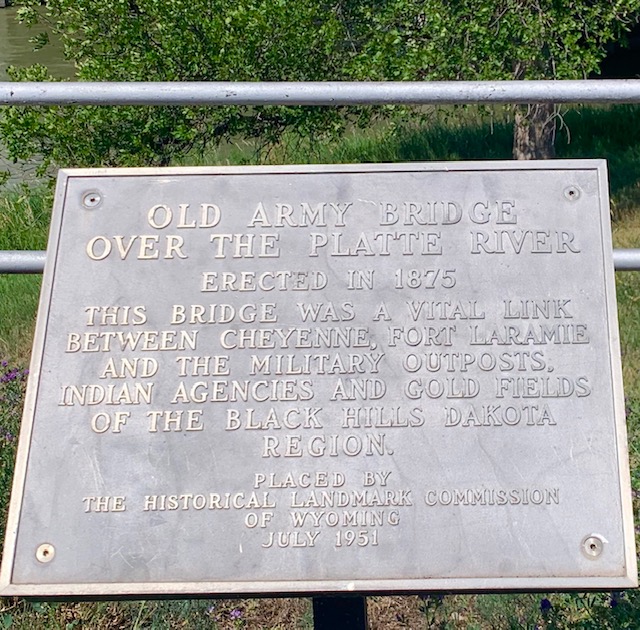 OLD ARMY BRIDGE
OVER THE PLATTE RIVER
ERECTED IN 1875
THIS BRIDGE WAS A VITAL LINK
BETWEEN CHEYENNE, FORT LARAMIE
AND THE MILITARY OUTPOSTS,
INDIAN AGENCIES AND GOLD FIELDS
OF THE BLACK HILLS DAKOTA
REGION.
PLACED BY
THE HISTORICAL LANDMARK COMMISSION
OF WYOMING
JULY 1951